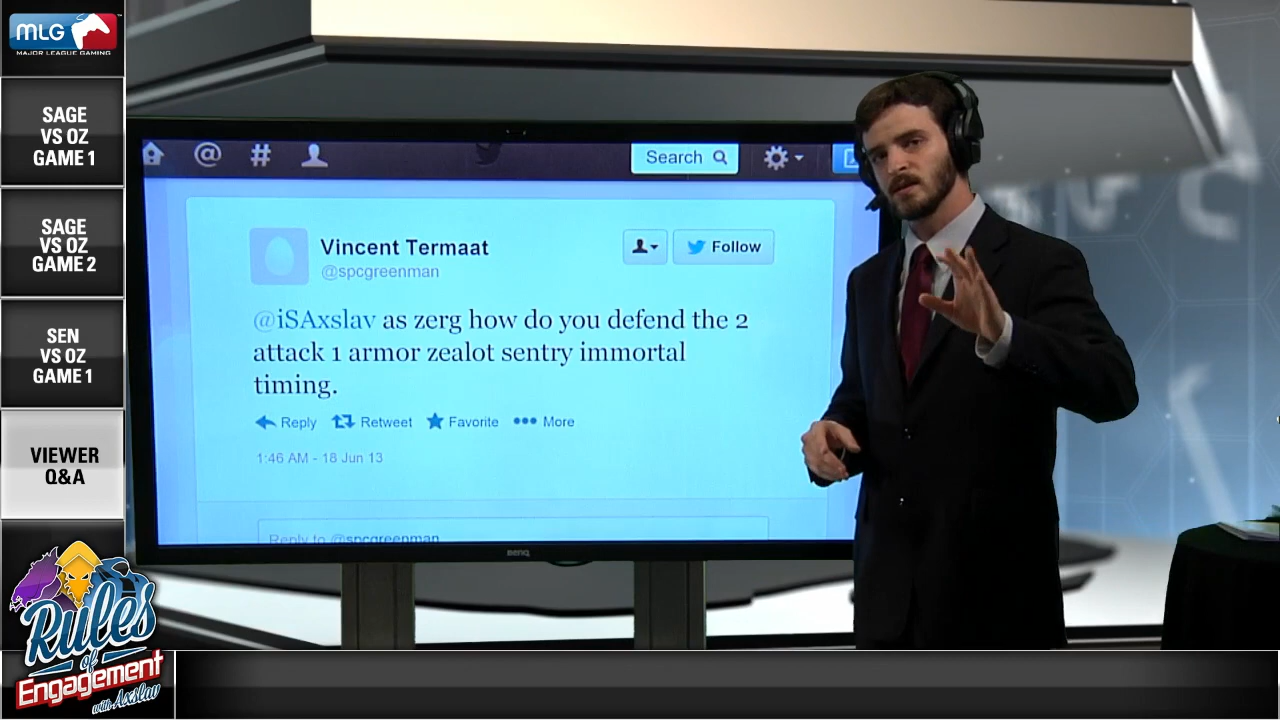 MLG
MAJOR LEAGUE GAMING
SAGE
VS OZ
GAME 1
SAGE
VS OZ
GAME 2
SEN
VS OZ
GAME 1
VIEWER
Q&A
Rules
of
Engagement
with Axslav
@ #
Search
Vincent Termaat
@spcgreenman
Follow
@iSAxslav as zerg how do you defend the 2
attack 1 armor zealot sentry immortal
timing.
Reply Retweet Favorite More
1:46 AM - 18 Jun 13
Reply to @spcgreenman
BenQ